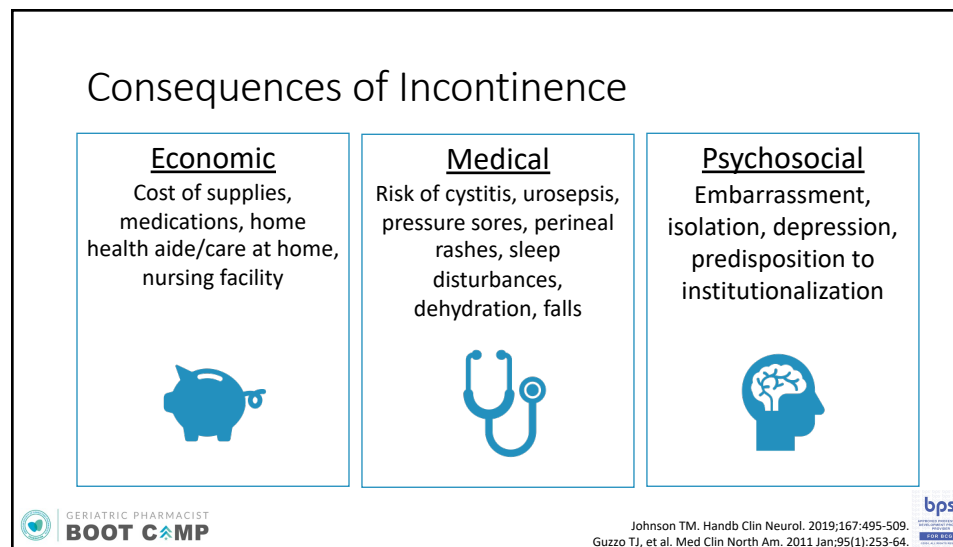 Consequences of Incontinence
Economic
Cost of supplies,
medications, home
health aide/care at home,
nursing facility
Medical
Risk of cystitis, urosepsis,
pressure sores, perineal
rashes, sleep
disturbances,
dehydration, falls
Psychosocial
Embarrassment,
isolation, depression,
predisposition to
institutionalization
GERIATRIC PHARMACIST
BOOT CAMP
Johnson TM. Handb Clin Neurol. 2019;167:495-509.
Guzzo TJ, et al. Med Clin North Am. 2011 Jan;95(1):253-64.
bps
FOR BCG